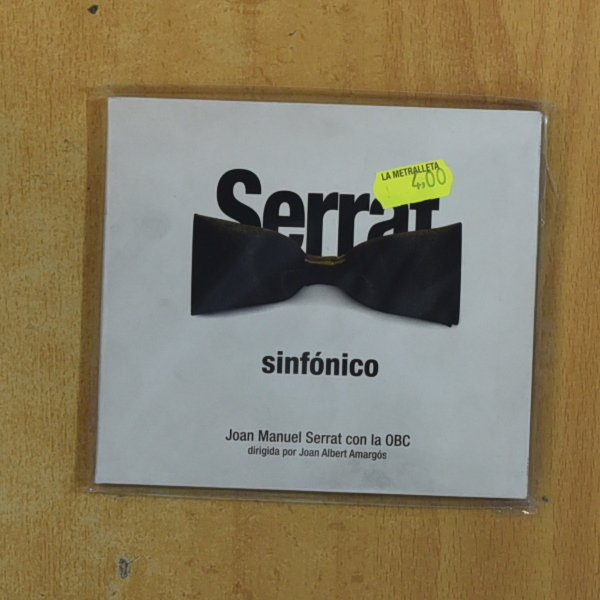 Serrat
LA METRALLETA
4,00
sinfónico
Joan Manuel Serrat con la OBC
dirigida por Joan Albert Amargós